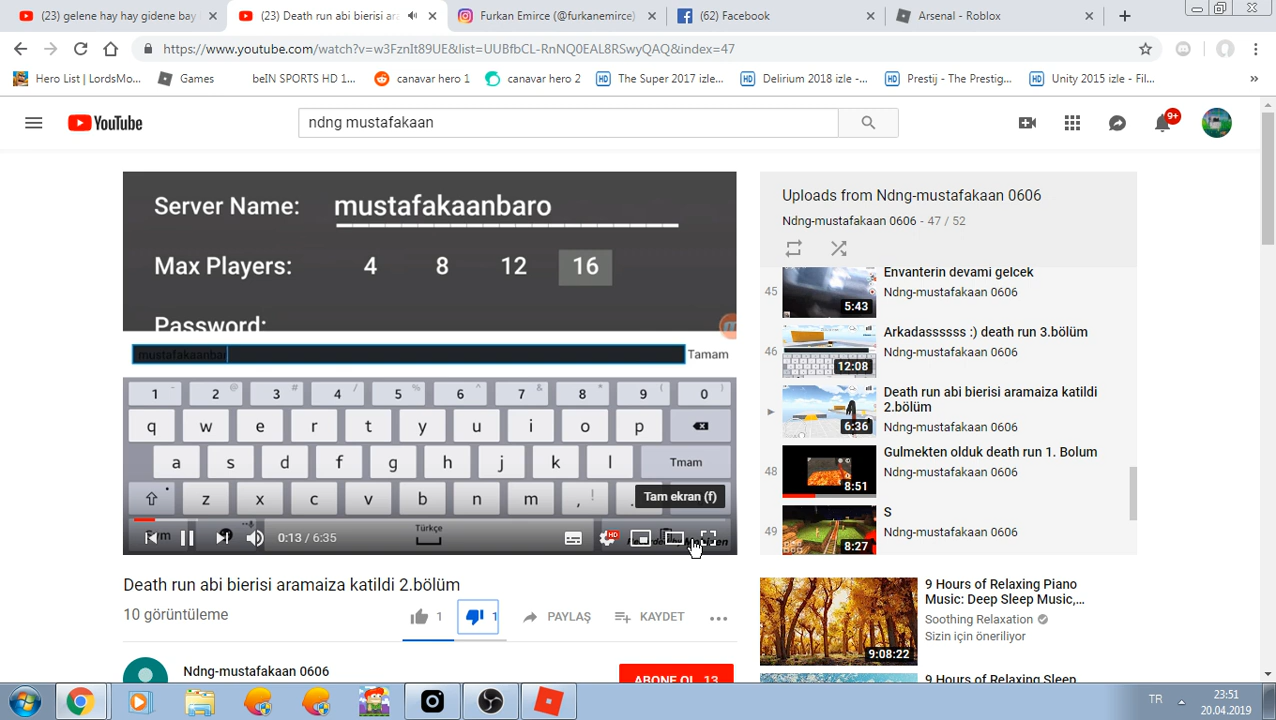 (23) gelene hay hay gidene bay
(23) Death run abi bierisi ara
Furkan Emirce (@furkanemirce)
(62) Facebook
Arsenal - Roblox
https://www.youtube.com/watch?v=w3FznIt89UE&list=UUBfbCL-RnNQ0EAL8RSwyQAQ&index=47
Hero List | LordsMo...
Games
beIN SPORTS HD 1...
canavar hero 1
canavar hero 2
HD The Super 2017 izle...
HD Delirium 2018 izle -...
HD Prestij - The Prestig...
HD Unity 2015 izle - Fil...
»
YouTube
ndng mustafakaan
9+
Server Name: mustafakaanbaro
Max Players: 4 8 12 16
Password:
mustafakaanbar
Tamam
1 2 @ 3 # 4 / 5 % 6 ^ 7 & 8 * 9 ( 0 )
q w e r t y u i o p
a s d f g h j k l Tmam
z x c v b n m ! .
Tam ekran (f)
Türkçe
0:13 / 6:35
HD
Uploads from Ndng-mustafakaan 0606
Ndng-mustafakaan 0606 - 47 / 52
45
5:43
Envanterin devami gelcek
Ndng-mustafakaan 0606
46
12:08
Arkadassssss :) death run 3.bölüm
Ndng-mustafakaan 0606
6:36
Death run abi bierisi aramaiza katildi
2.bölüm
Ndng-mustafakaan 0606
48
8:51
Gulmekten olduk death run 1. Bolum
Ndng-mustafakaan 0606
49
8:27
S
Ndng-mustafakaan 0606
Death run abi bierisi aramaiza katildi 2.bölüm
10 görüntüleme
1
1
PAYLAŞ
KAYDET
Ndng-mustafakaan 0606
ABONE OL 13
9:08:22
9 Hours of Relaxing Piano
Music: Deep Sleep Music,...
Soothing Relaxation
Sizin için öneriliyor
9 Hours of Relaxing Sleep
TR
23:51
20.04.2019